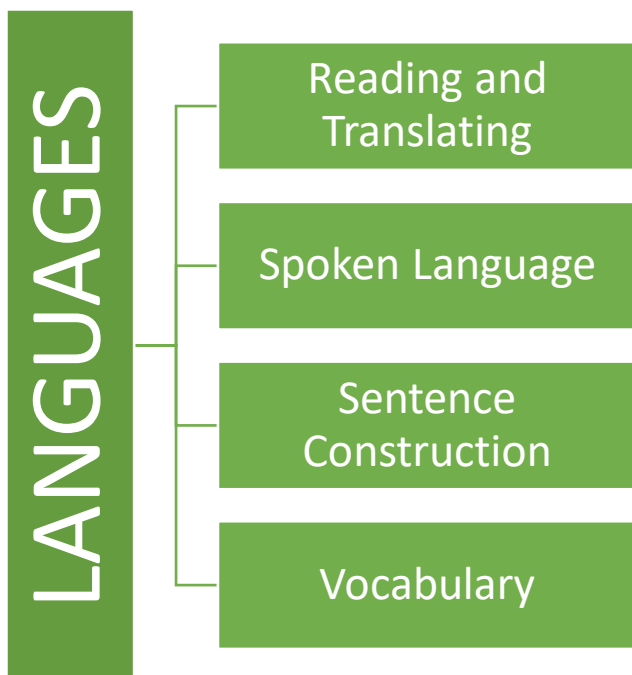 LANGUAGES
Reading and
Translating
Spoken Language
Sentence
Construction
Vocabulary